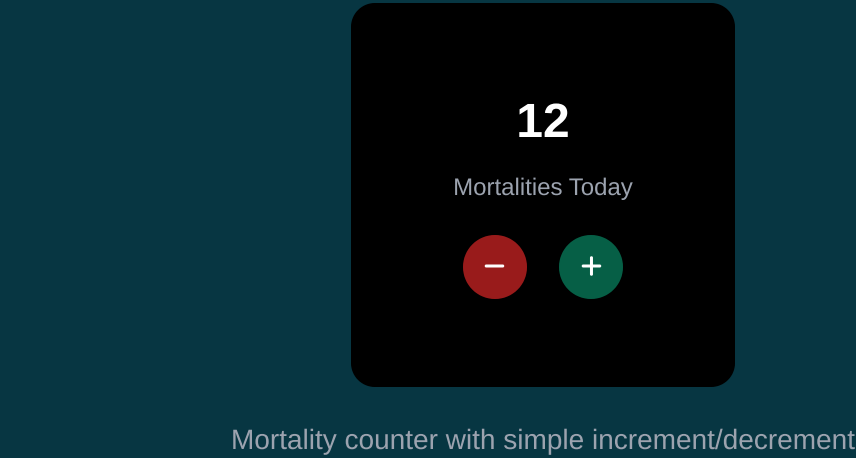 12
Mortalities Today
− +
Mortality counter with simple increment/decrement